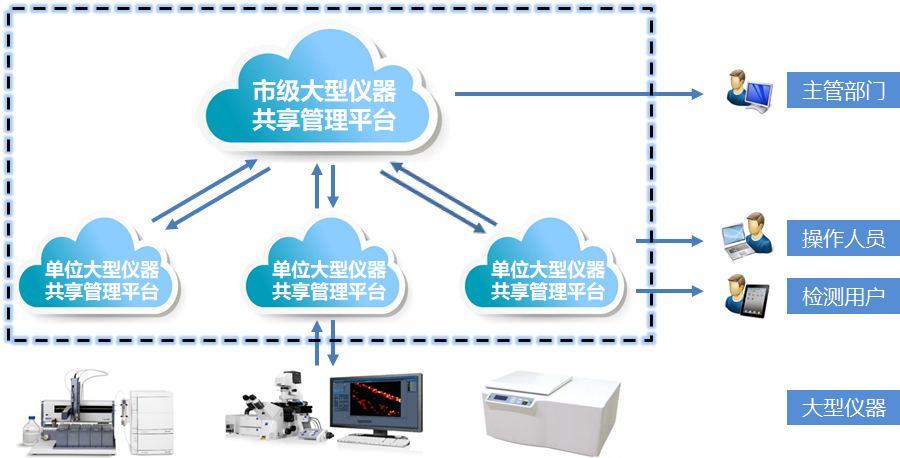 市级大型仪器
共享管理平台
主管部门
单位大型仪器
共享管理平台
单位大型仪器
共享管理平台
单位大型仪器
共享管理平台
操作人员
检测用户
大型仪器